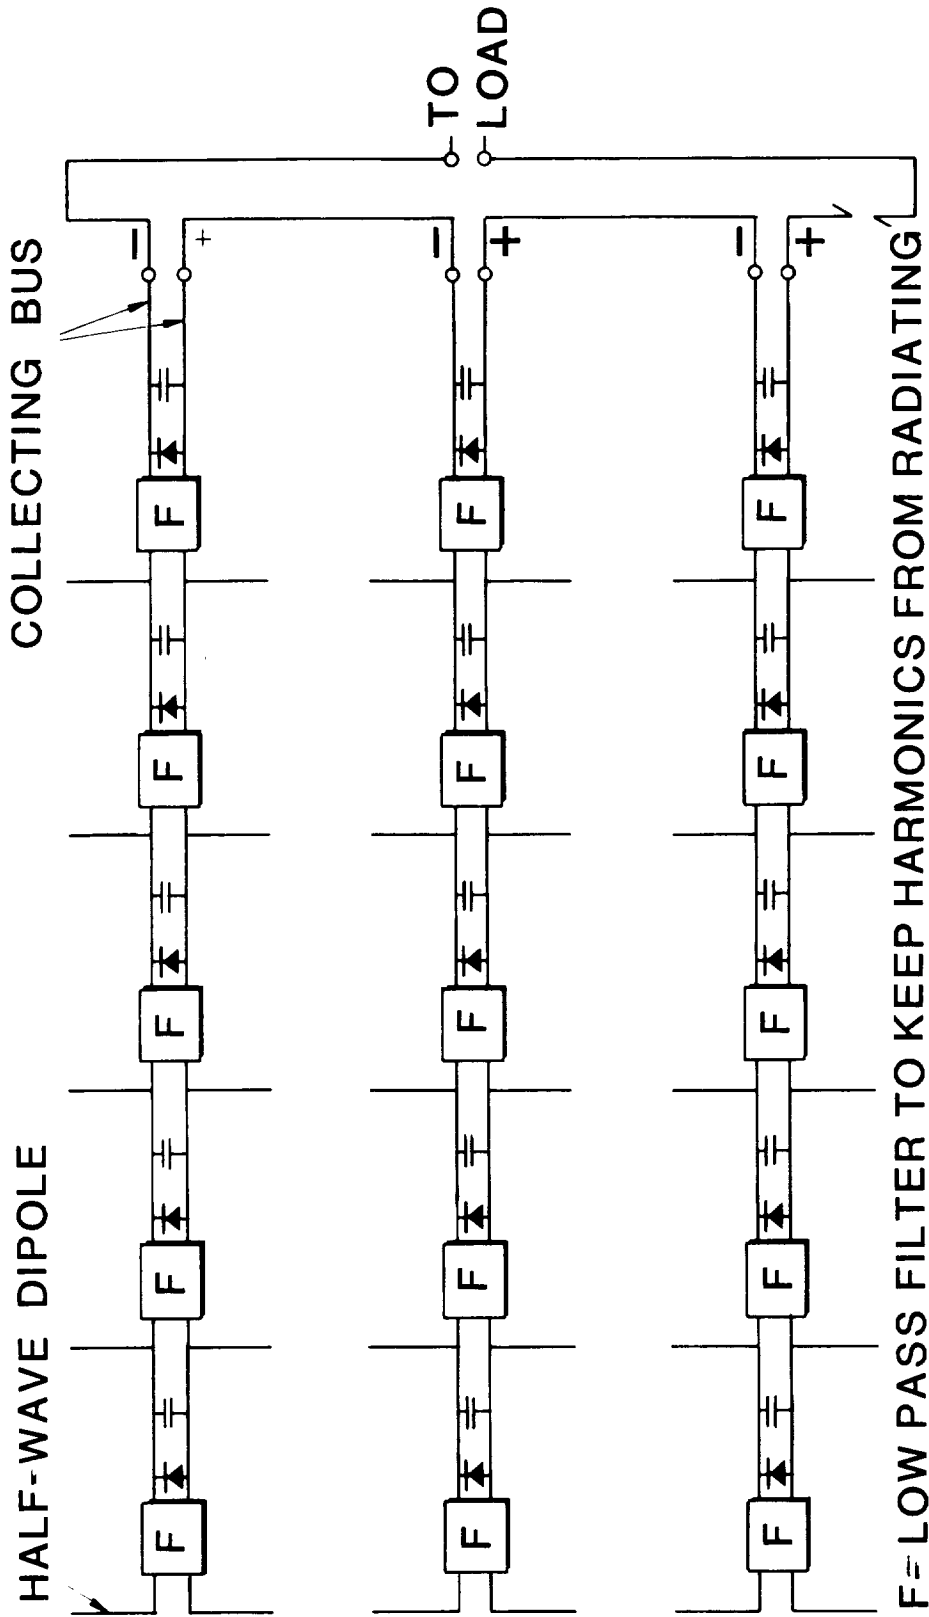 HALF-WAVE DIPOLE
COLLECTING BUS
F F F F F
− +
F F F F F
− +
TO
LOAD
F F F F F
− +
F= LOW PASS FILTER TO KEEP HARMONICS FROM RADIATING